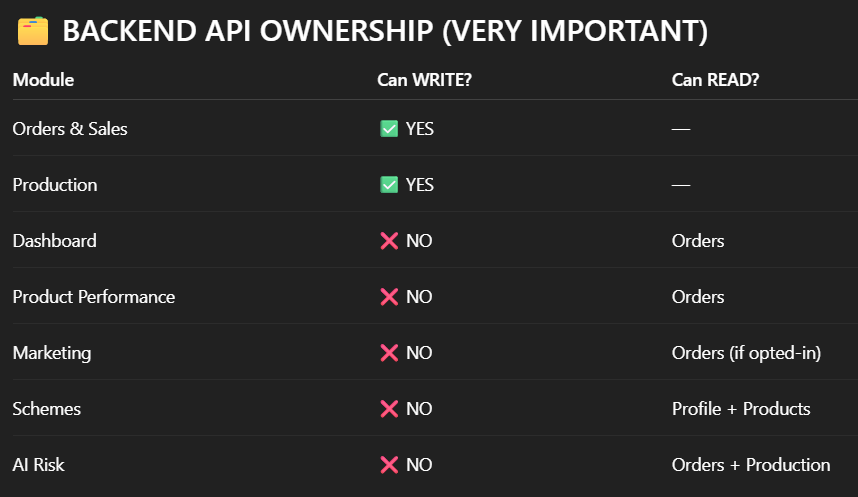 🗂️ BACKEND API OWNERSHIP (VERY IMPORTANT)
Module Can WRITE? Can READ?
Orders & Sales ✅ YES —
Production ✅ YES —
Dashboard ❌ NO Orders
Product Performance ❌ NO Orders
Marketing ❌ NO Orders (if opted-in)
Schemes ❌ NO Profile + Products
AI Risk ❌ NO Orders + Production